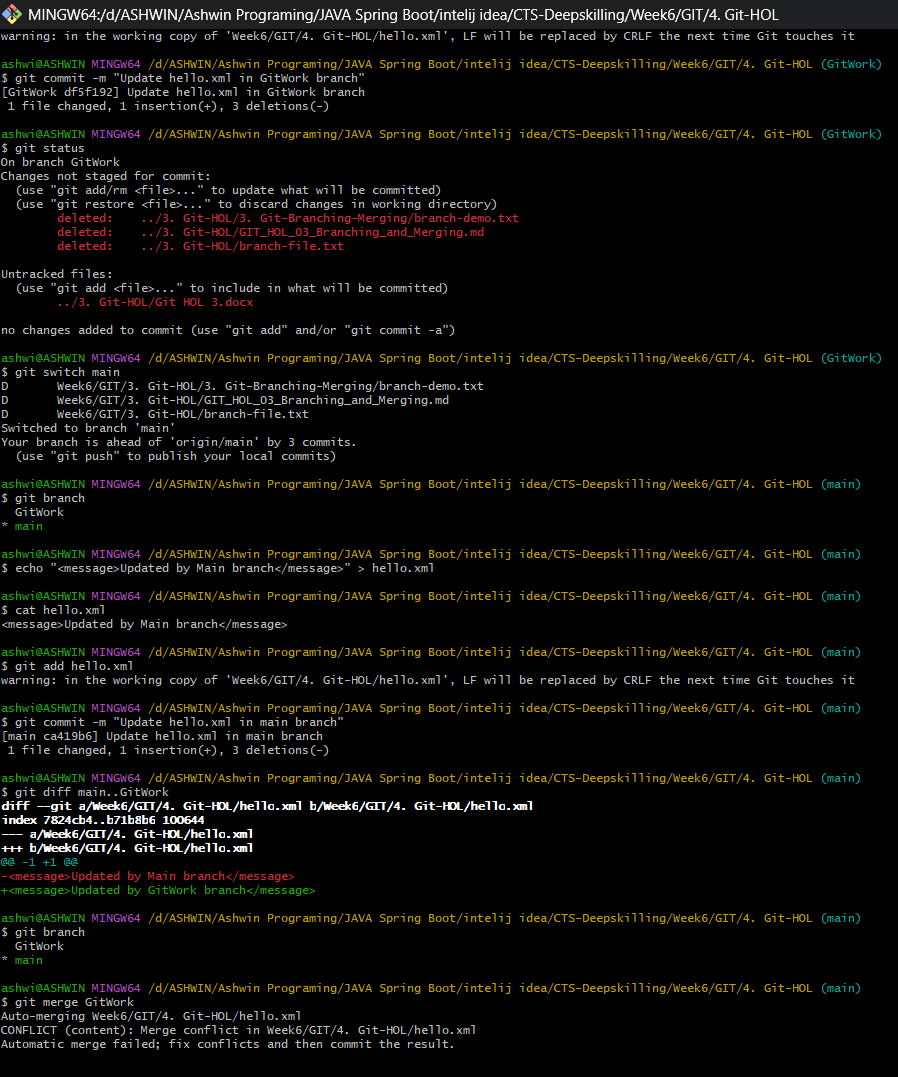 MINGW64:/d/ASHWIN/Ashwin Programing/JAVA Spring Boot/intelij idea/CTS-Deepskilling/Week6/GIT/4. Git-HOL
warning: in the working copy of 'Week6/GIT/4. Git-HOL/hello.xml', LF will be replaced by CRLF the next time Git touches it
ashwi@ASHWIN MINGW64 /d/ASHWIN/Ashwin Programing/JAVA Spring Boot/intelij idea/CTS-Deepskilling/Week6/GIT/4. Git-HOL (GitWork)
$ git commit -m "Update hello.xml in GitWork branch"
[GitWork df5f192] Update hello.xml in GitWork branch
 1 file changed, 1 insertion(+), 3 deletions(-)
ashwi@ASHWIN MINGW64 /d/ASHWIN/Ashwin Programing/JAVA Spring Boot/intelij idea/CTS-Deepskilling/Week6/GIT/4. Git-HOL (GitWork)
$ git status
On branch GitWork
Changes not staged for commit:
  (use "git add/rm <file>..." to update what will be committed)
  (use "git restore <file>..." to discard changes in working directory)
        deleted:    ../3. Git-HOL/3. Git-Branching-Merging/branch-demo.txt
        deleted:    ../3. Git-HOL/GIT_HOL_03_Branching_and_Merging.md
        deleted:    ../3. Git-HOL/branch-file.txt
Untracked files:
  (use "git add <file>..." to include in what will be committed)
        ../3. Git-HOL/Git HOL 3.docx
no changes added to commit (use "git add" and/or "git commit -a")
ashwi@ASHWIN MINGW64 /d/ASHWIN/Ashwin Programing/JAVA Spring Boot/intelij idea/CTS-Deepskilling/Week6/GIT/4. Git-HOL (GitWork)
$ git switch main
D       Week6/GIT/3. Git-HOL/3. Git-Branching-Merging/branch-demo.txt
D       Week6/GIT/3. Git-HOL/GIT_HOL_03_Branching_and_Merging.md
D       Week6/GIT/3. Git-HOL/branch-file.txt
Switched to branch 'main'
Your branch is ahead of 'origin/main' by 3 commits.
  (use "git push" to publish your local commits)
ashwi@ASHWIN MINGW64 /d/ASHWIN/Ashwin Programing/JAVA Spring Boot/intelij idea/CTS-Deepskilling/Week6/GIT/4. Git-HOL (main)
$ git branch
  GitWork
* main
ashwi@ASHWIN MINGW64 /d/ASHWIN/Ashwin Programing/JAVA Spring Boot/intelij idea/CTS-Deepskilling/Week6/GIT/4. Git-HOL (main)
$ echo "<message>Updated by Main branch</message>" > hello.xml
ashwi@ASHWIN MINGW64 /d/ASHWIN/Ashwin Programing/JAVA Spring Boot/intelij idea/CTS-Deepskilling/Week6/GIT/4. Git-HOL (main)
$ cat hello.xml
<message>Updated by Main branch</message>
ashwi@ASHWIN MINGW64 /d/ASHWIN/Ashwin Programing/JAVA Spring Boot/intelij idea/CTS-Deepskilling/Week6/GIT/4. Git-HOL (main)
$ git add hello.xml
warning: in the working copy of 'Week6/GIT/4. Git-HOL/hello.xml', LF will be replaced by CRLF the next time Git touches it
ashwi@ASHWIN MINGW64 /d/ASHWIN/Ashwin Programing/JAVA Spring Boot/intelij idea/CTS-Deepskilling/Week6/GIT/4. Git-HOL (main)
$ git commit -m "Update hello.xml in main branch"
[main ca419b6] Update hello.xml in main branch
 1 file changed, 1 insertion(+), 3 deletions(-)
ashwi@ASHWIN MINGW64 /d/ASHWIN/Ashwin Programing/JAVA Spring Boot/intelij idea/CTS-Deepskilling/Week6/GIT/4. Git-HOL (main)
$ git diff main..GitWork
diff --git a/Week6/GIT/4. Git-HOL/hello.xml b/Week6/GIT/4. Git-HOL/hello.xml
index 7824cb4..b71b8b6 100644
--- a/Week6/GIT/4. Git-HOL/hello.xml
+++ b/Week6/GIT/4. Git-HOL/hello.xml
@@ -1 +1 @@
-<message>Updated by Main branch</message>
+<message>Updated by GitWork branch</message>
ashwi@ASHWIN MINGW64 /d/ASHWIN/Ashwin Programing/JAVA Spring Boot/intelij idea/CTS-Deepskilling/Week6/GIT/4. Git-HOL (main)
$ git branch
  GitWork
* main
ashwi@ASHWIN MINGW64 /d/ASHWIN/Ashwin Programing/JAVA Spring Boot/intelij idea/CTS-Deepskilling/Week6/GIT/4. Git-HOL (main)
$ git merge GitWork
Auto-merging Week6/GIT/4. Git-HOL/hello.xml
CONFLICT (content): Merge conflict in Week6/GIT/4. Git-HOL/hello.xml
Automatic merge failed; fix conflicts and then commit the result.